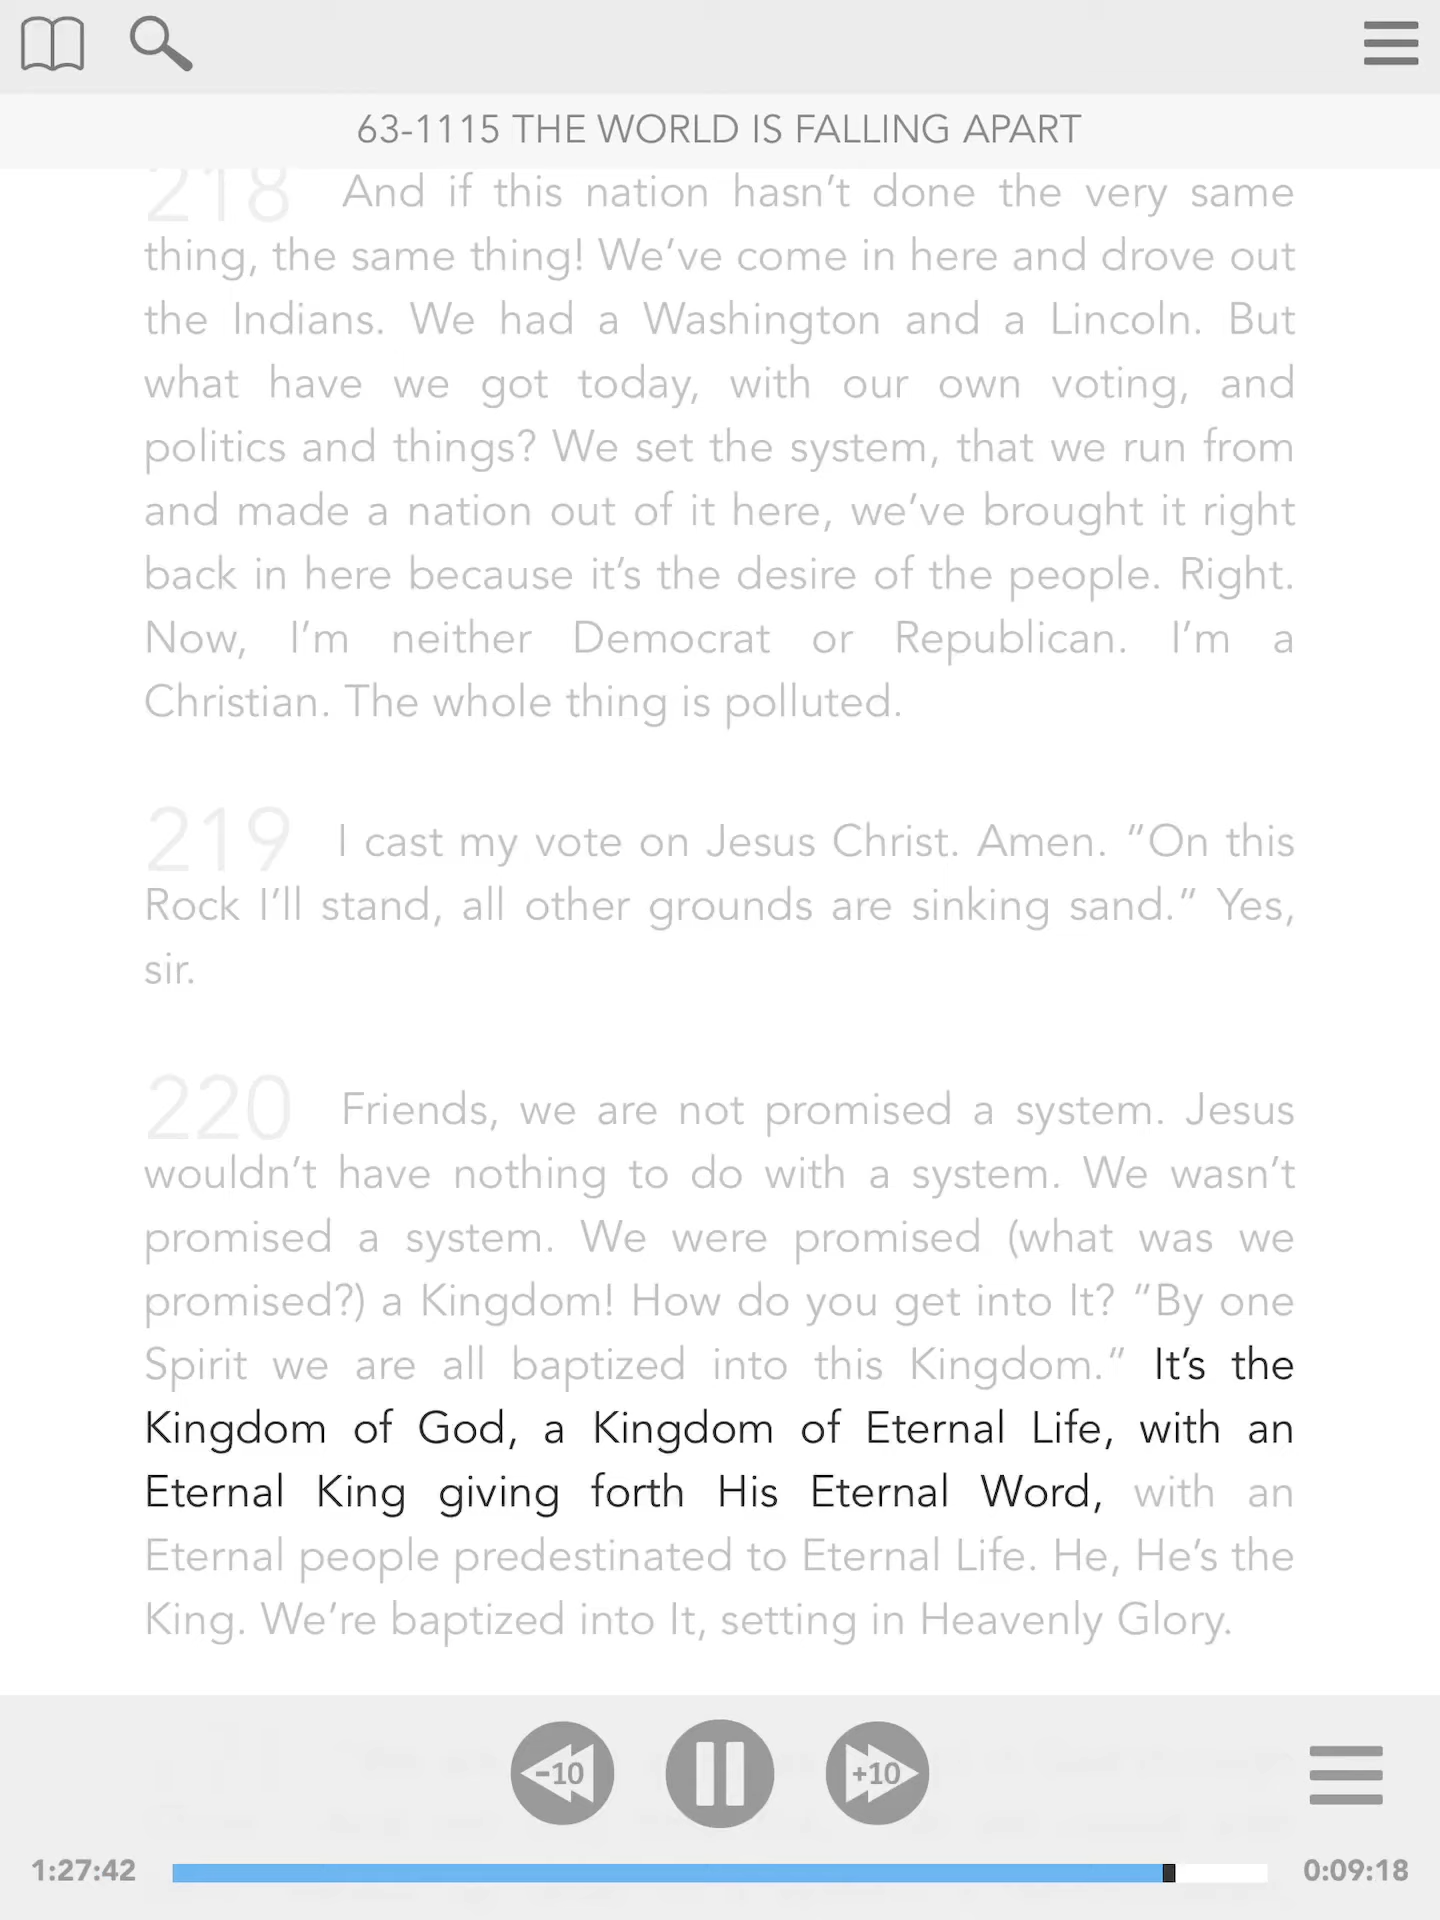 63-1115 THE WORLD IS FALLING APART
218 And if this nation hasn’t done the very same
thing, the same thing! We’ve come in here and drove out
the Indians. We had a Washington and a Lincoln. But
what have we got today, with our own voting, and
politics and things? We set the system, that we run from
and made a nation out of it here, we’ve brought it right
back in here because it’s the desire of the people. Right.
Now, I’m neither Democrat or Republican. I’m a
Christian. The whole thing is polluted.
219 I cast my vote on Jesus Christ. Amen. “On this
Rock I’ll stand, all other grounds are sinking sand.” Yes,
sir.
220 Friends, we are not promised a system. Jesus
wouldn’t have nothing to do with a system. We wasn’t
promised a system. We were promised (what was we
promised?) a Kingdom! How do you get into It? “By one
Spirit we are all baptized into this Kingdom.” It’s the
Kingdom of God, a Kingdom of Eternal Life, with an
Eternal King giving forth His Eternal Word, with an
Eternal people predestinated to Eternal Life. He, He’s the
King. We’re baptized into It, setting in Heavenly Glory.
-10 +10
1:27:42 0:09:18